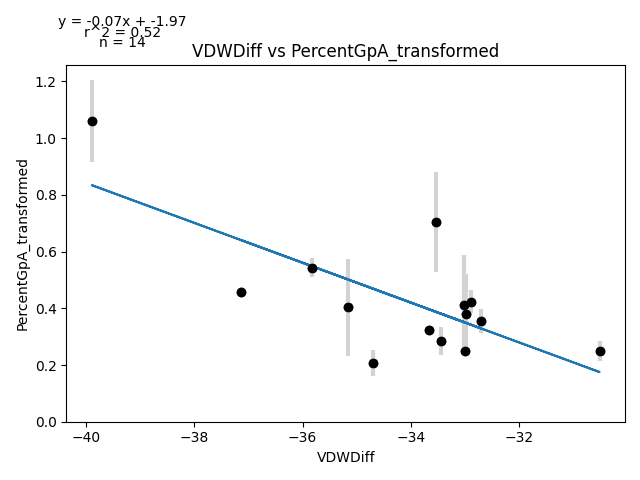 y = -0.07x + -1.97
r^2 = 0.52
n = 14
VDWDiff vs PercentGpA_transformed
PercentGpA_transformed
1.2
1.0
0.8
0.6
0.4
0.2
0.0
−40
−38
−36
−34
−32
VDWDiff